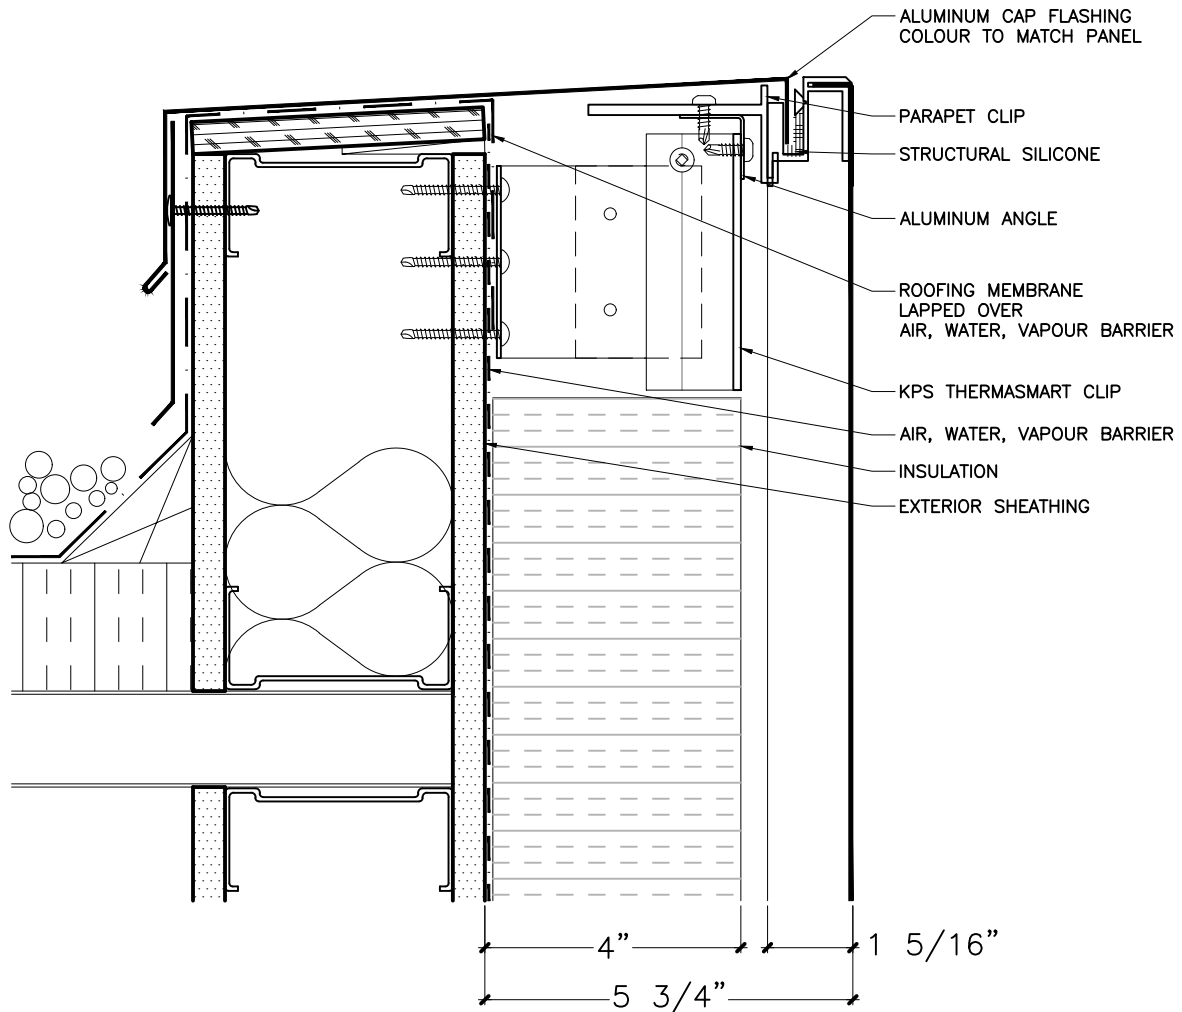 ALUMINUM CAP FLASHING
COLOUR TO MATCH PANEL
PARAPET CLIP
STRUCTURAL SILICONE
ALUMINUM ANGLE
ROOFING MEMBRANE
LAPPED OVER
AIR, WATER, VAPOUR BARRIER
KPS THERMASMART CLIP
AIR, WATER, VAPOUR BARRIER
INSULATION
EXTERIOR SHEATHING
4” 1 5/16”
5 3/4”